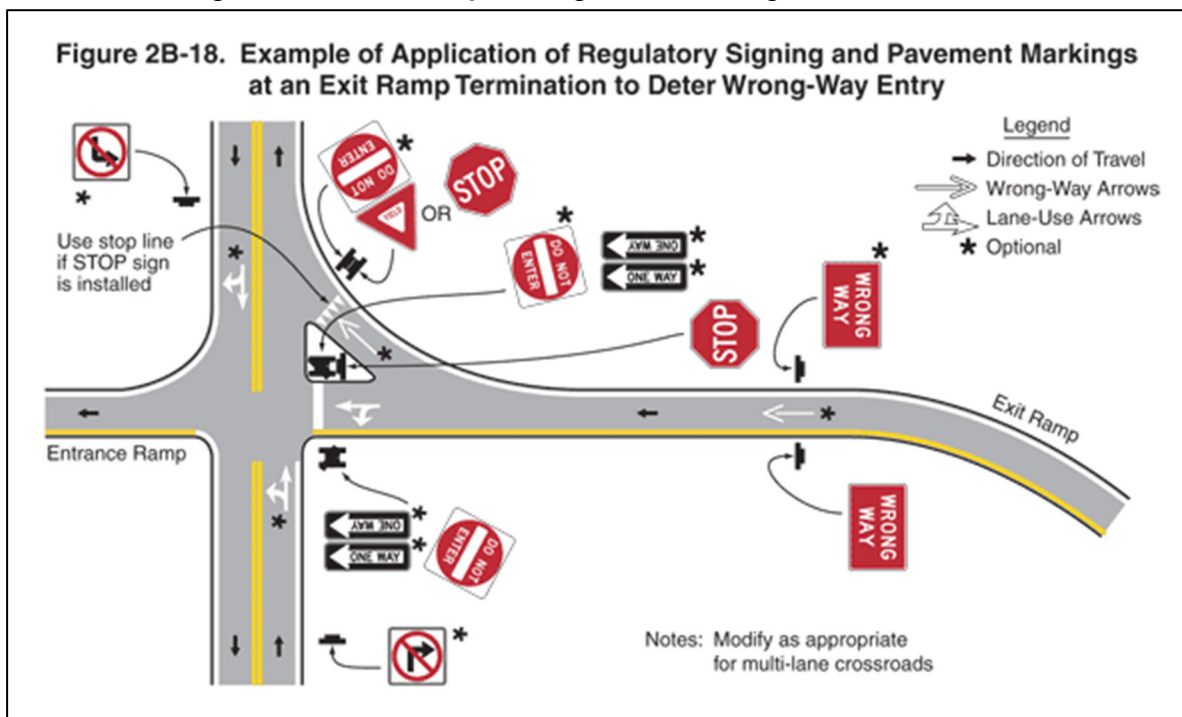 Figure 2B-18. Example of Application of Regulatory Signing and Pavement Markings
at an Exit Ramp Termination to Deter Wrong-Way Entry
Legend
Direction of Travel
Wrong-Way Arrows
Lane-Use Arrows
* Optional
*
DO NOT
ENTER
*
YIELD
OR
STOP
Use stop line
if STOP sign
is installed
*
DO NOT
ENTER
*
ONE WAY
*
ONE WAY
*
STOP
WRONG
WAY
*
*
*
*
Exit Ramp
Entrance Ramp
*
ONE WAY
*
ONE WAY
*
DO NOT
ENTER
WRONG
WAY
*
Notes: Modify as appropriate
for multi-lane crossroads